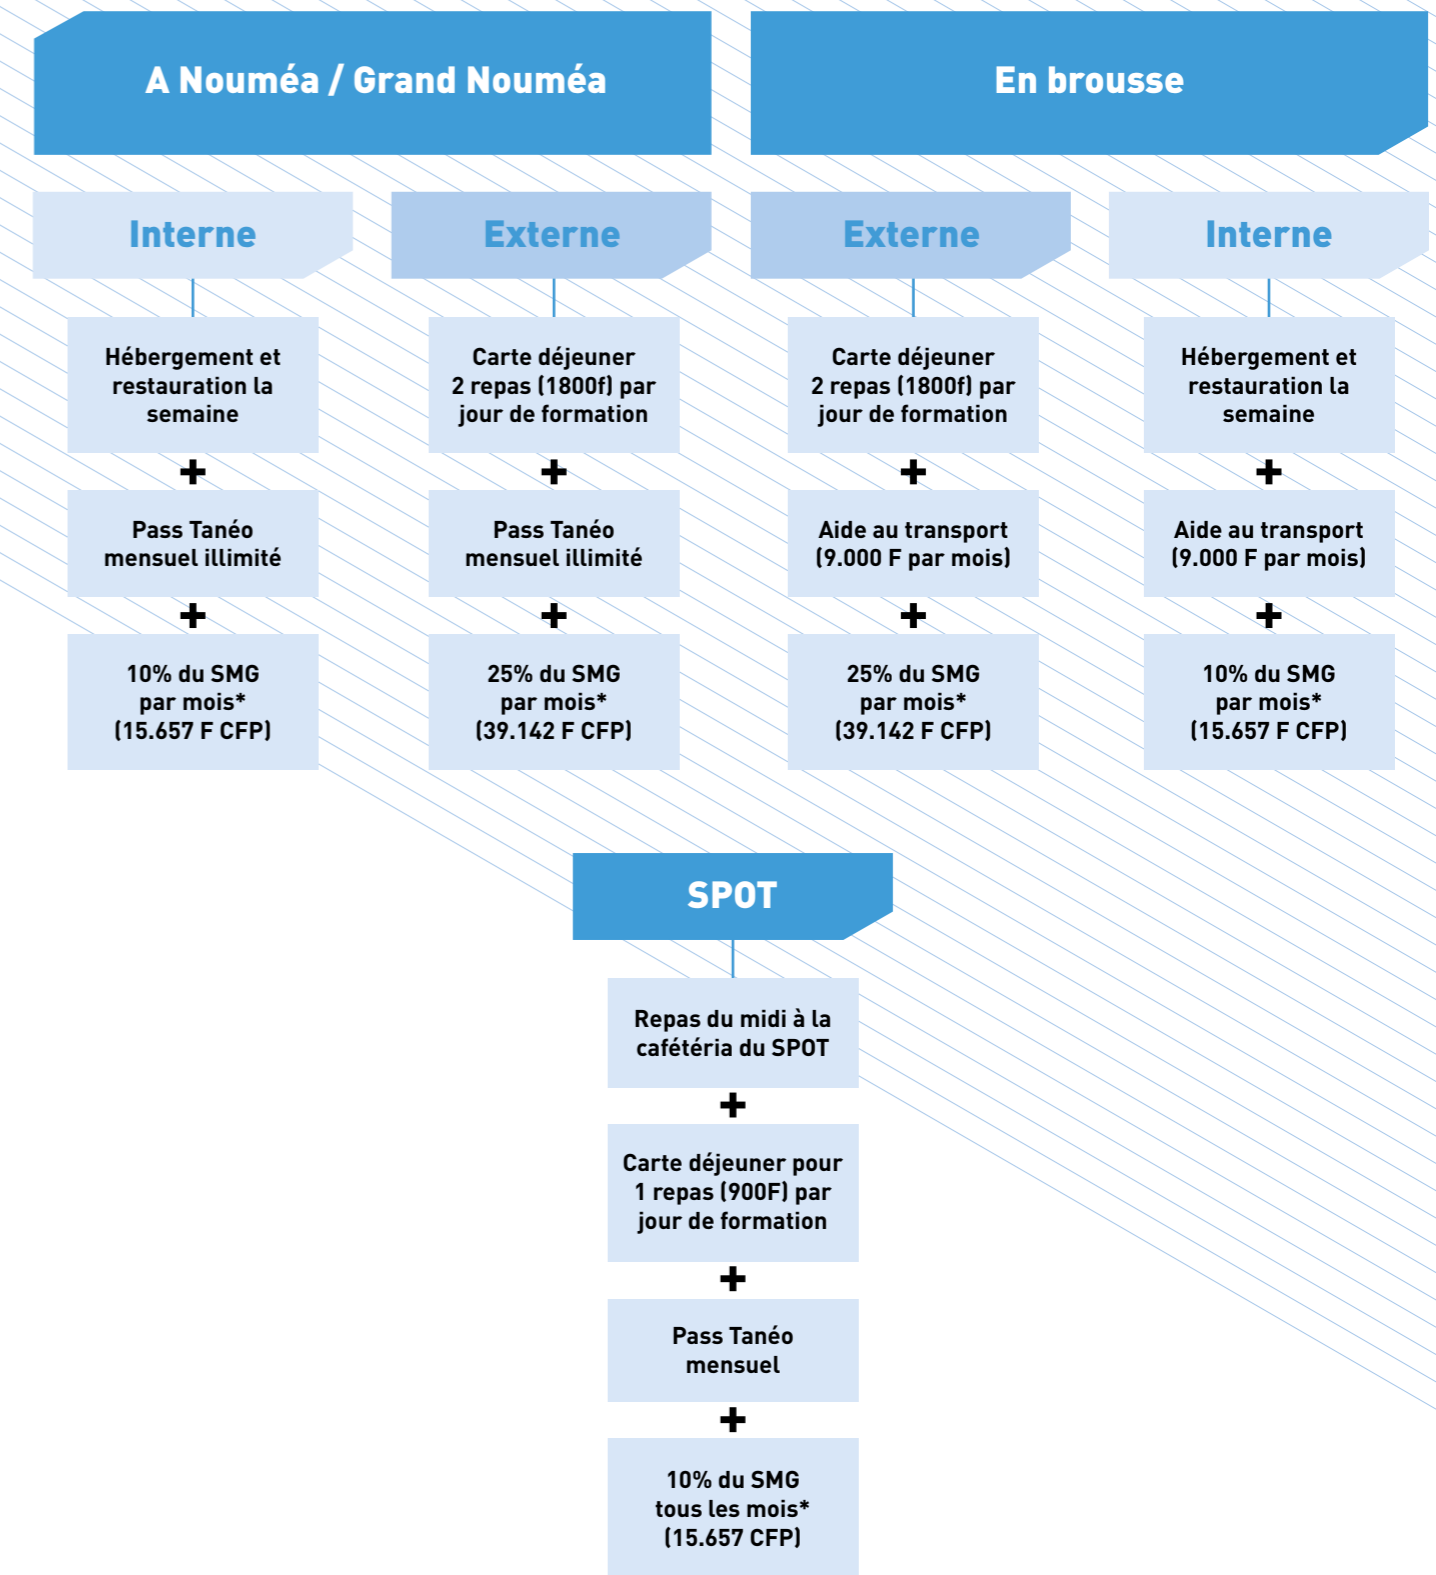 A Nouméa / Grand Nouméa
En brousse
Interne
Externe
Externe
Interne
Hébergement et
restauration la
semaine
+
Pass Tanéo
mensuel illimité
+
10% du SMG
par mois*
(15.657 F CFP)
Carte déjeuner
2 repas (1800f) par
jour de formation
+
Pass Tanéo
mensuel illimité
+
25% du SMG
par mois*
(39.142 F CFP)
Carte déjeuner
2 repas (1800f) par
jour de formation
+
Aide au transport
(9.000 F par mois)
+
25% du SMG
par mois*
(39.142 F CFP)
Hébergement et
restauration la
semaine
+
Aide au transport
(9.000 F par mois)
+
10% du SMG
par mois*
(15.657 F CFP)
SPOT
Repas du midi à la
cafétéria du SPOT
+
Carte déjeuner pour
1 repas (900F) par
jour de formation
+
Pass Tanéo
mensuel
+
10% du SMG
tous les mois*
(15.657 CFP)